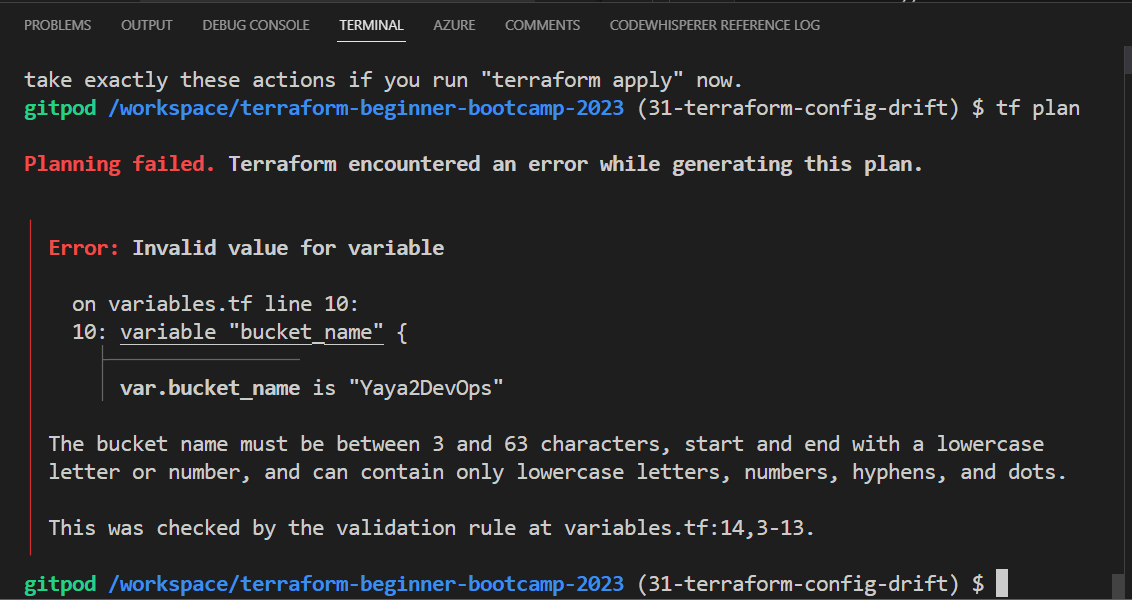 PROBLEMS OUTPUT DEBUG CONSOLE TERMINAL AZURE COMMENTS CODEWHISPERER REFERENCE LOG
take exactly these actions if you run "terraform apply" now.
gitpod /workspace/terraform-beginner-bootcamp-2023 (31-terraform-config-drift) $ tf plan
Planning failed. Terraform encountered an error while generating this plan.
Error: Invalid value for variable
on variables.tf line 10:
10: variable "bucket_name" {
var.bucket_name is "Yaya2DevOps"
The bucket name must be between 3 and 63 characters, start and end with a lowercase
letter or number, and can contain only lowercase letters, numbers, hyphens, and dots.
This was checked by the validation rule at variables.tf:14,3-13.
gitpod /workspace/terraform-beginner-bootcamp-2023 (31-terraform-config-drift) $